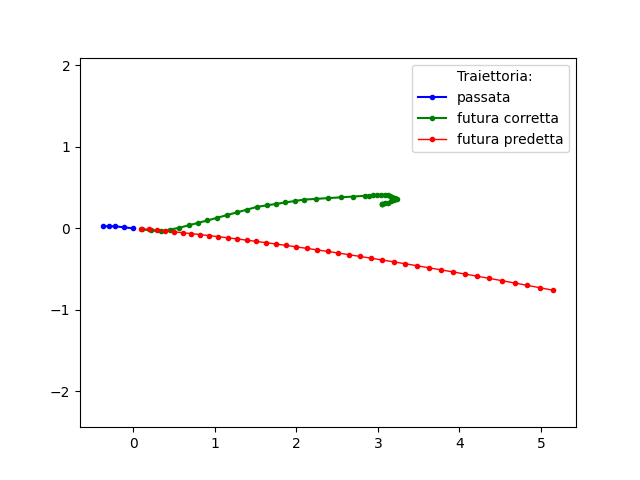 Traiettoria:
passata
futura corretta
futura predetta
2
1
0
−1
−2
0 1 2 3 4 5